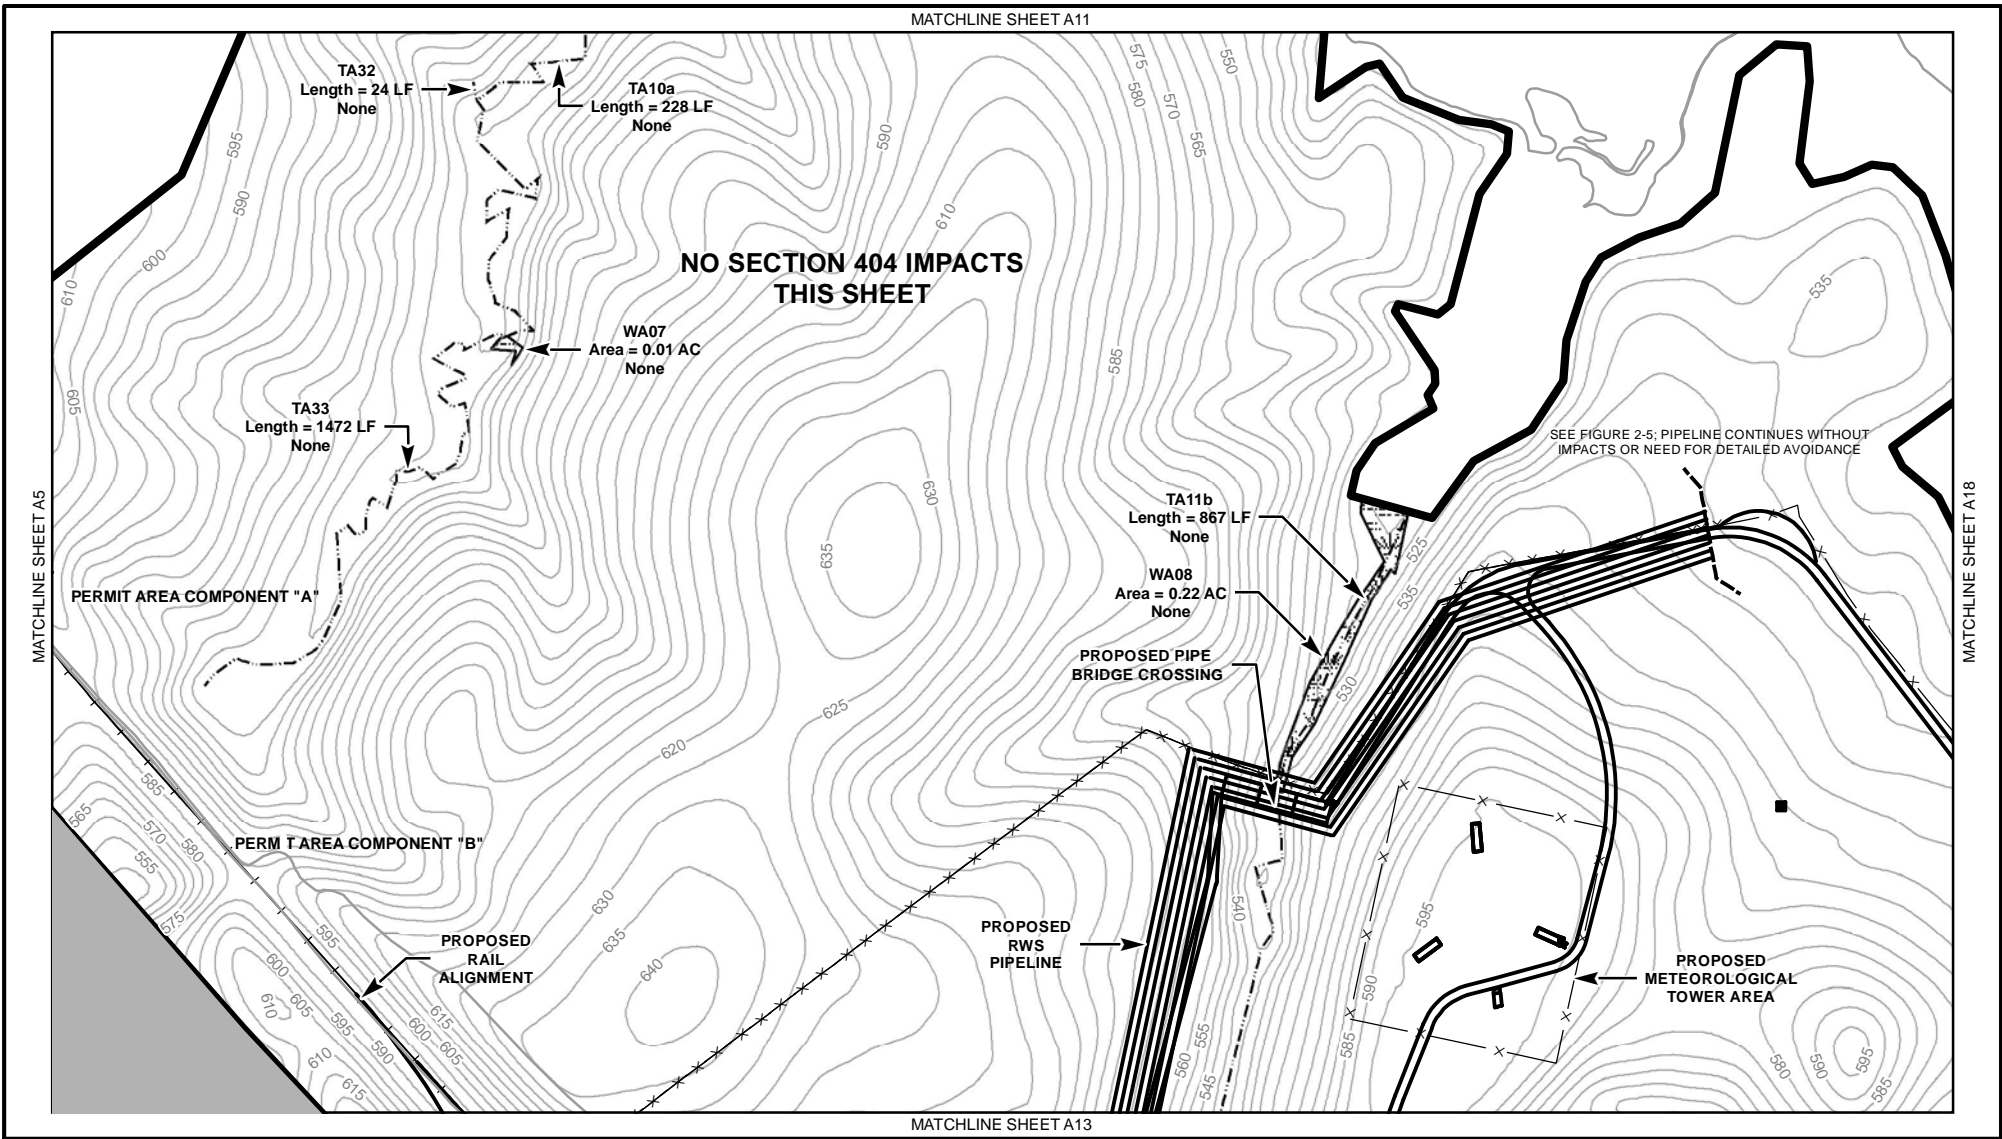 MATCHLINE SHEET A11
TA32
Length = 24 LF
None
TA10a
Length = 228 LF
None
575
580
570
565
550
595
590
590
610
600
610
605
535
NO SECTION 404 IMPACTS
THIS SHEET
WA07
Area = 0.01 AC
None
585
TA33
Length = 1472 LF
None
SEE FIGURE 2-5; PIPELINE CONTINUES WITHOUT
IMPACTS OR NEED FOR DETAILED AVOIDANCE
MATCHLINE SHEET A5
MATCHLINE SHEET A18
630
635
TA11b
Length = 867 LF
None
525
535
530
WA08
Area = 0.22 AC
None
PERMIT AREA COMPONENT "A"
PROPOSED PIPE
BRIDGE CROSSING
625
620
585
565
570
580
555
575
PERM T AREA COMPONENT "B"
630
635
640
595
600
605
610
595
590
615
600
605
610
615
PROPOSED
RAIL
ALIGNMENT
PROPOSED
RWS
PIPELINE
540
555
560
545
595
590
585
PROPOSED
METEOROLOGICAL
TOWER AREA
580
590
595
585
MATCHLINE SHEET A13